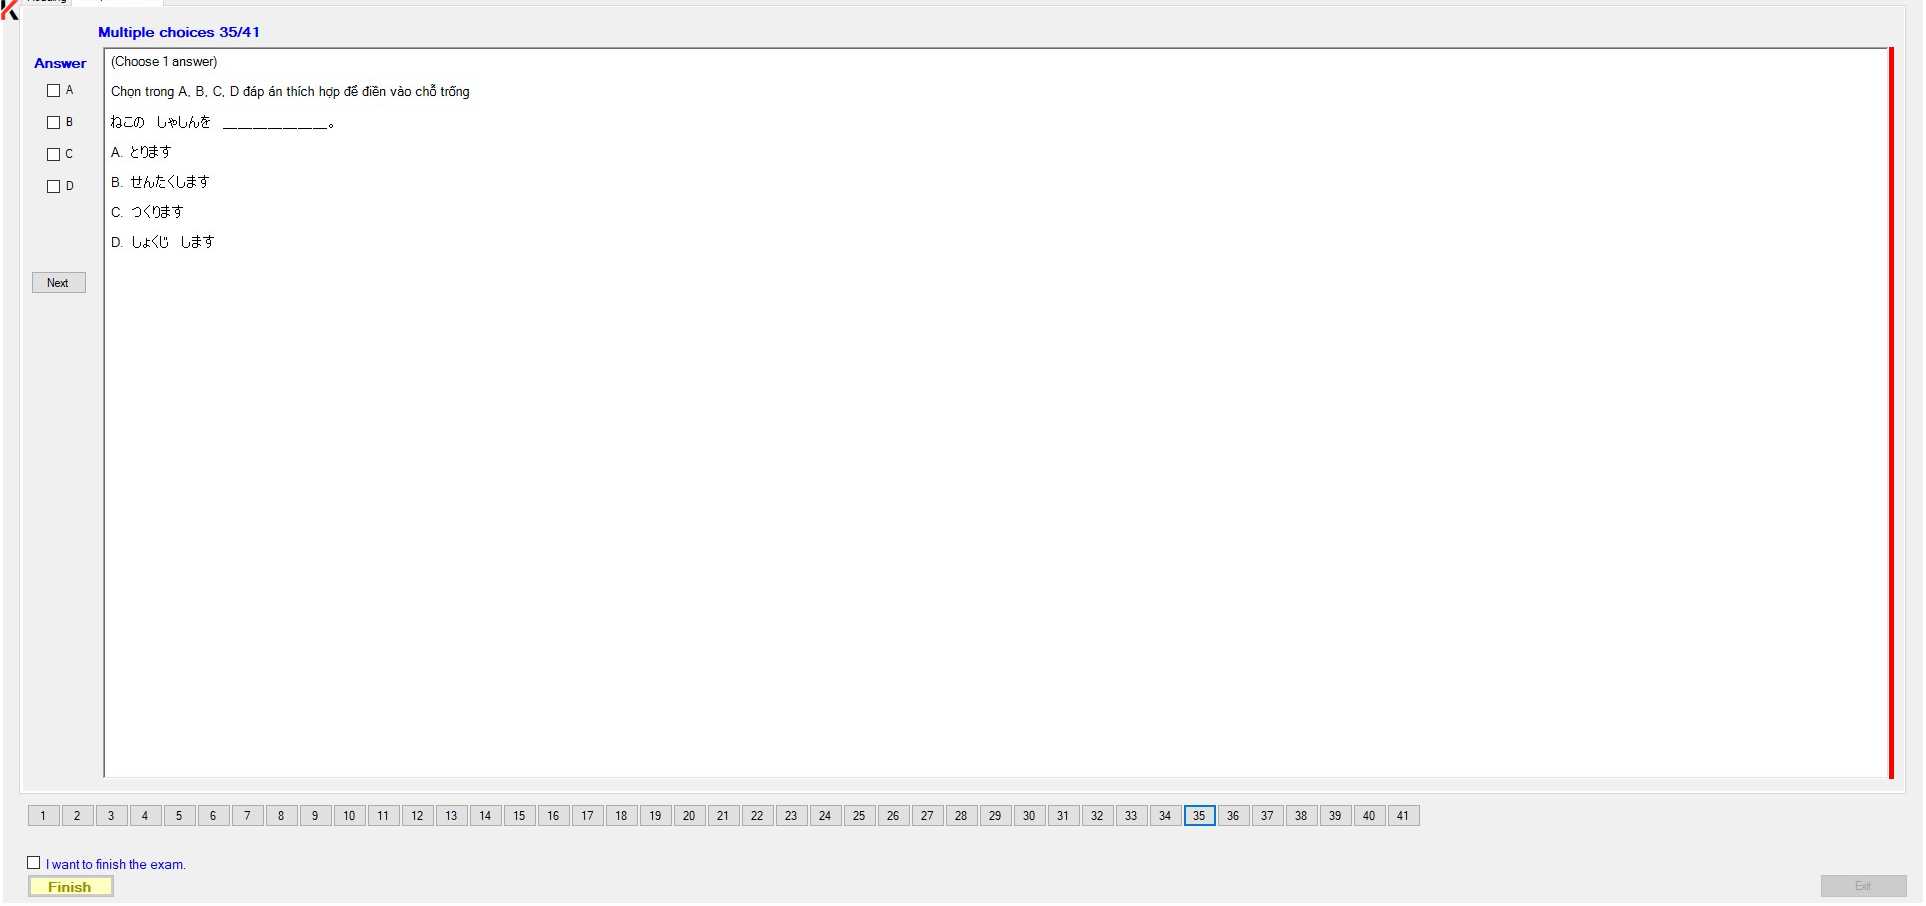 Multiple choices 35/41
Answer
(Choose 1 answer)
A
Chọn trong A, B, C, D đáp án thích hợp để điền vào chỗ trống
B
ねこの しゃしんを _______________。
C
A. とります
D
B. せんたくします
C. つくります
D. しょくじ します
Next
1 2 3 4 5 6 7 8 9 10 11 12 13 14 15 16 17 18 19 20 21 22 23 24 25 26 27 28 29 30 31 32 33 34 35 36 37 38 39 40 41
I want to finish the exam.
Finish
Exit